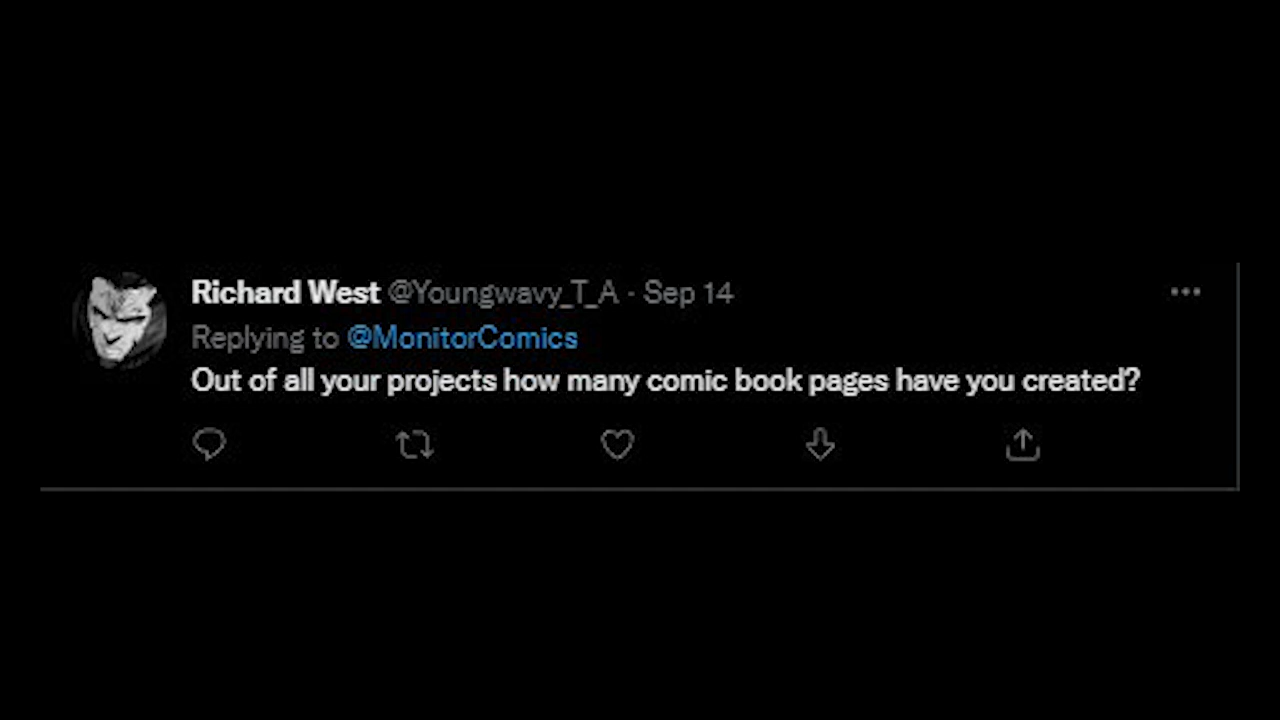 Richard West @Youngwavy_T_A · Sep 14
Replying to @MonitorComics
Out of all your projects how many comic book pages have you created?